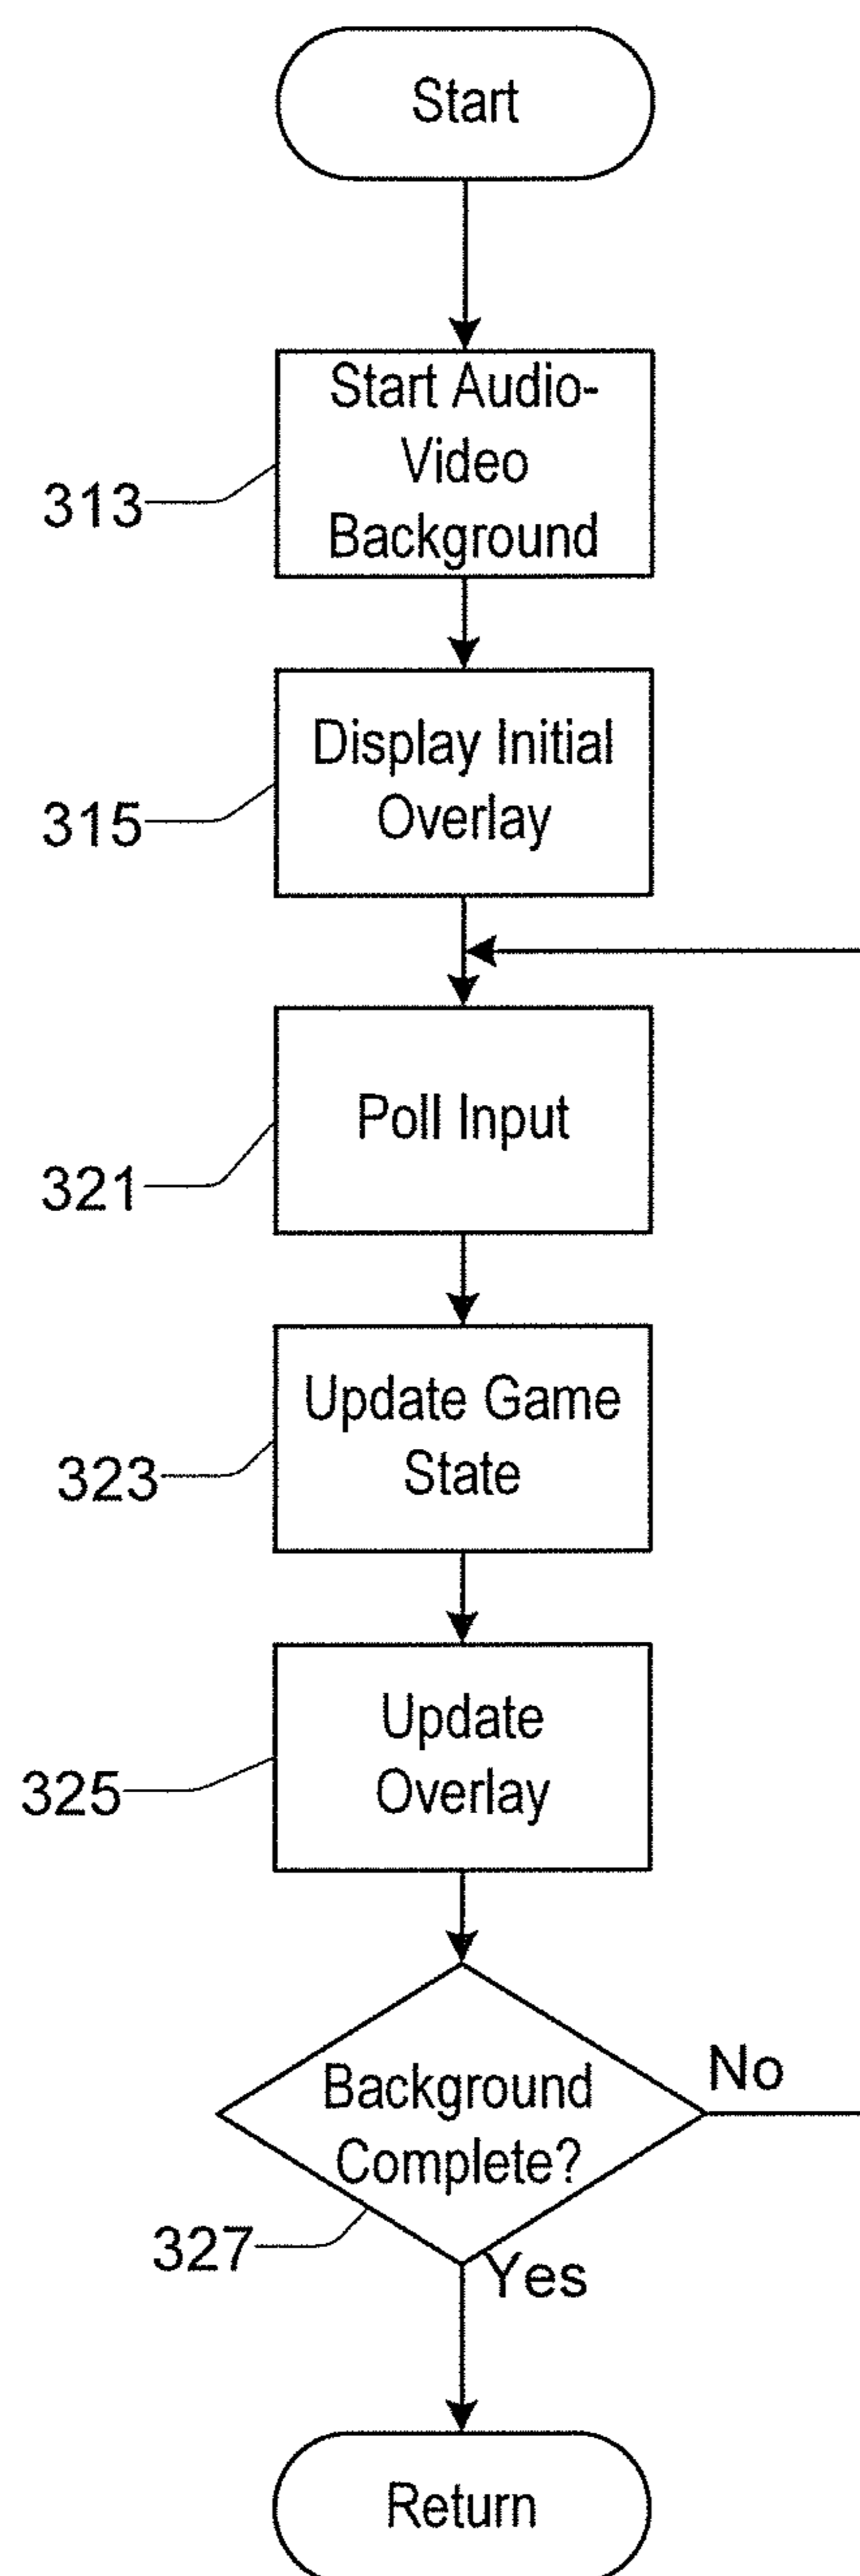 Start
Start Audio-
Video
Background
313
Display Initial
Overlay
315
Poll Input
321
Update Game
State
323
Update
Overlay
325
Background
Complete?
No
327
Yes
Return